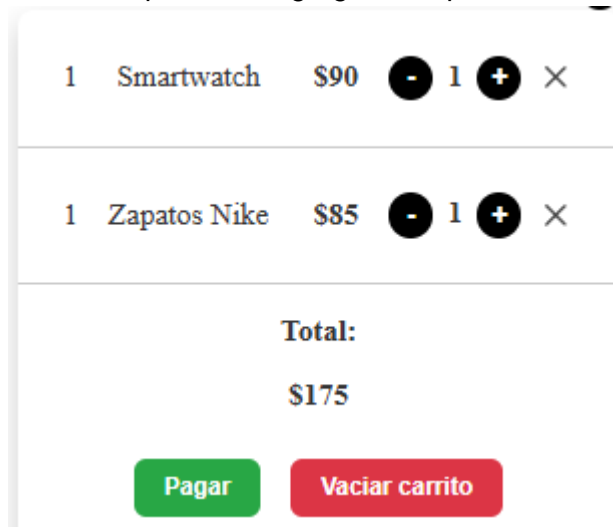 1 Smartwatch $90 - 1 + ×
1 Zapatos Nike $85 - 1 + ×
Total:
$175
Pagar Vaciar carrito